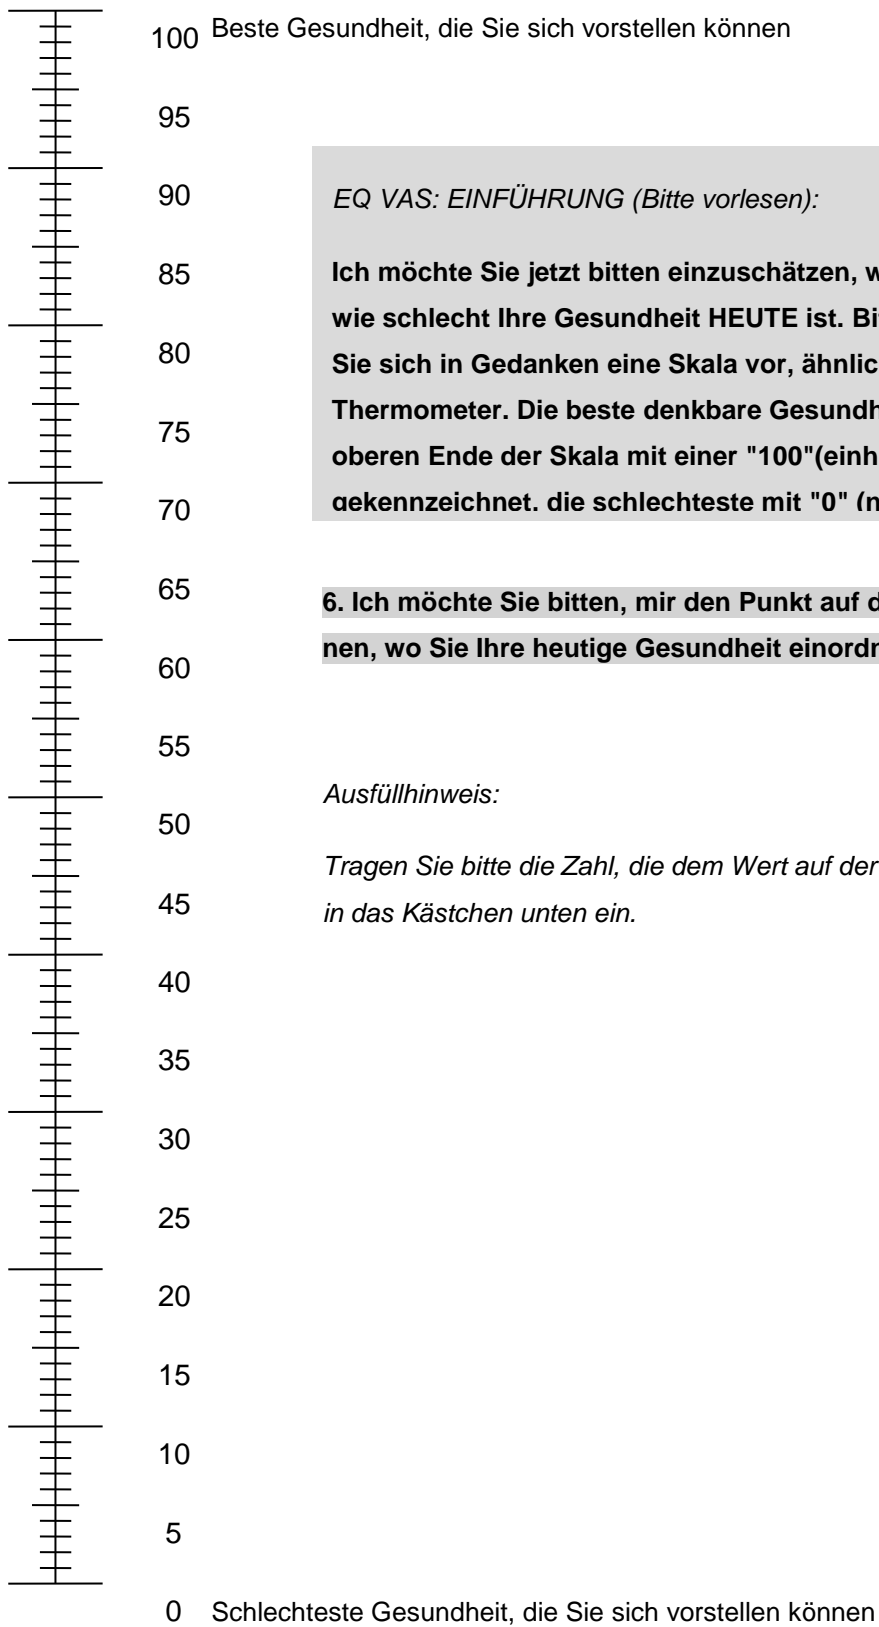 100 Beste Gesundheit, die Sie sich vorstellen können
95
90
EQ VAS: EINFÜHRUNG (Bitte vorlesen):
85
Ich möchte Sie jetzt bitten einzuschätzen, w
wie schlecht Ihre Gesundheit HEUTE ist. Bi
80
Sie sich in Gedanken eine Skala vor, ähnlic
Thermometer. Die beste denkbare Gesundh
75
oberen Ende der Skala mit einer "100"(einh
gekennzeichnet, die schlechteste mit "0" (n
70
65
6. Ich möchte Sie bitten, mir den Punkt auf d
nen, wo Sie Ihre heutige Gesundheit einordn
60
55
Ausfüllhinweis:
50
Tragen Sie bitte die Zahl, die dem Wert auf der
45
in das Kästchen unten ein.
40
35
30
25
20
15
10
5
0 Schlechteste Gesundheit, die Sie sich vorstellen können